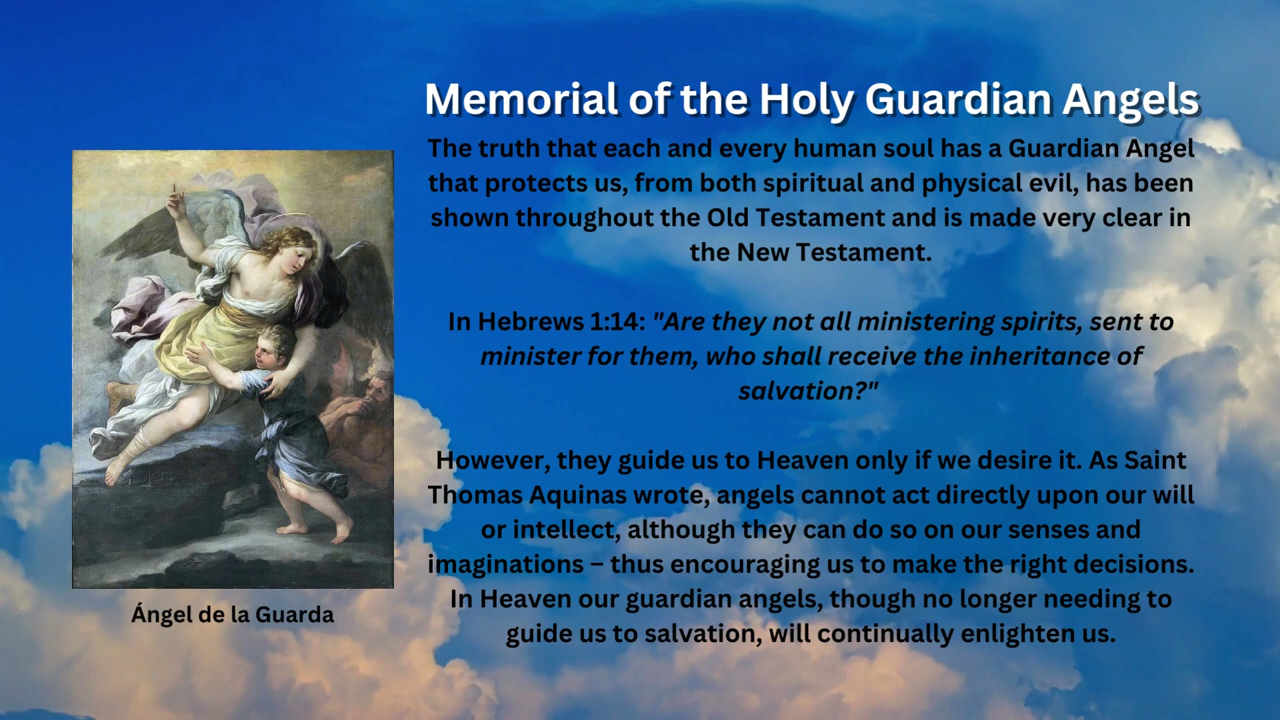 Memorial of the Holy Guardian Angels
The truth that each and every human soul has a Guardian Angel
that protects us, from both spiritual and physical evil, has been
shown throughout the Old Testament and is made very clear in
the New Testament.
In Hebrews 1:14: "Are they not all ministering spirits, sent to
minister for them, who shall receive the inheritance of
salvation?"
However, they guide us to Heaven only if we desire it. As Saint
Thomas Aquinas wrote, angels cannot act directly upon our will
or intellect, although they can do so on our senses and
imaginations – thus encouraging us to make the right decisions.
In Heaven our guardian angels, though no longer needing to
guide us to salvation, will continually enlighten us.
Ángel de la Guarda